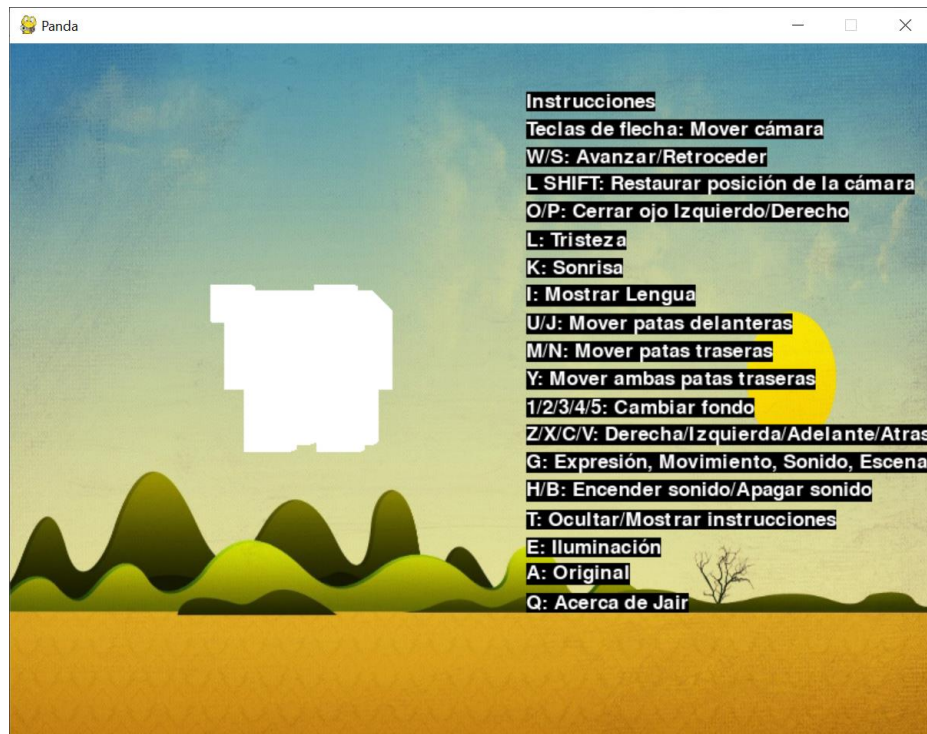 Panda
Instrucciones
Teclas de flecha: Mover cámara
W/S: Avanzar/Retroceder
L SHIFT: Restaurar posición de la cámara
O/P: Cerrar ojo Izquierdo/Derecho
L: Tristeza
K: Sonrisa
I: Mostrar Lengua
U/J: Mover patas delanteras
M/N: Mover patas traseras
Y: Mover ambas patas traseras
1/2/3/4/5: Cambiar fondo
Z/X/C/V: Derecha/Izquierda/Adelante/Atras
G: Expresión, Movimiento, Sonido, Escena
H/B: Encender sonido/Apagar sonido
T: Ocultar/Mostrar instrucciones
E: Iluminación
A: Original
Q: Acerca de Jair